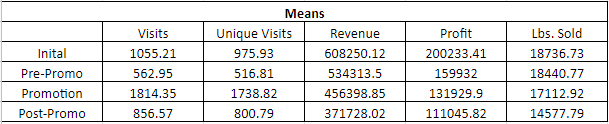 Means
Visits Unique Visits Revenue Profit Lbs. Sold
Inital 1055.21 975.93 608250.12 200233.41 18736.73
Pre-Promo 562.95 516.81 534313.5 159932 18440.77
Promotion 1814.35 1738.82 456398.85 131929.9 17112.92
Post-Promo 856.57 800.79 371728.02 111045.82 14577.79